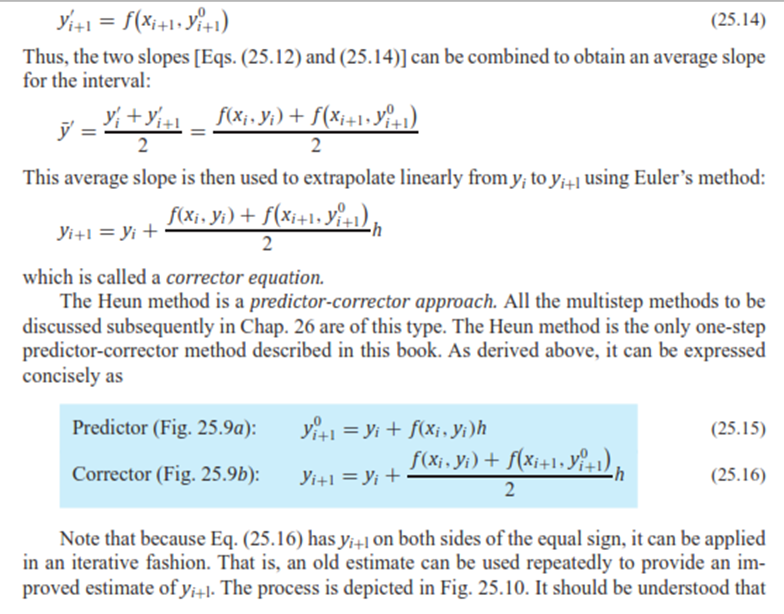 y′ᵢ₊₁ = f(xᵢ₊₁, y⁰ᵢ₊₁) (25.14)
Thus, the two slopes [Eqs. (25.12) and (25.14)] can be combined to obtain an average slope
for the interval:
ȳ′ = (y′ᵢ + y′ᵢ₊₁)/2 = (f(xᵢ, yᵢ) + f(xᵢ₊₁, y⁰ᵢ₊₁))/2
This average slope is then used to extrapolate linearly from yᵢ to yᵢ₊₁ using Euler's method:
yᵢ₊₁ = yᵢ + (f(xᵢ, yᵢ) + f(xᵢ₊₁, y⁰ᵢ₊₁))/2 h
which is called a corrector equation.
The Heun method is a predictor-corrector approach. All the multistep methods to be
discussed subsequently in Chap. 26 are of this type. The Heun method is the only one-step
predictor-corrector method described in this book. As derived above, it can be expressed
concisely as
Predictor (Fig. 25.9a): y⁰ᵢ₊₁ = yᵢ + f(xᵢ, yᵢ)h (25.15)
Corrector (Fig. 25.9b): yᵢ₊₁ = yᵢ + (f(xᵢ, yᵢ) + f(xᵢ₊₁, y⁰ᵢ₊₁))/2 h (25.16)
Note that because Eq. (25.16) has yᵢ₊₁ on both sides of the equal sign, it can be applied
in an iterative fashion. That is, an old estimate can be used repeatedly to provide an im-
proved estimate of yᵢ₊₁. The process is depicted in Fig. 25.10. It should be understood that